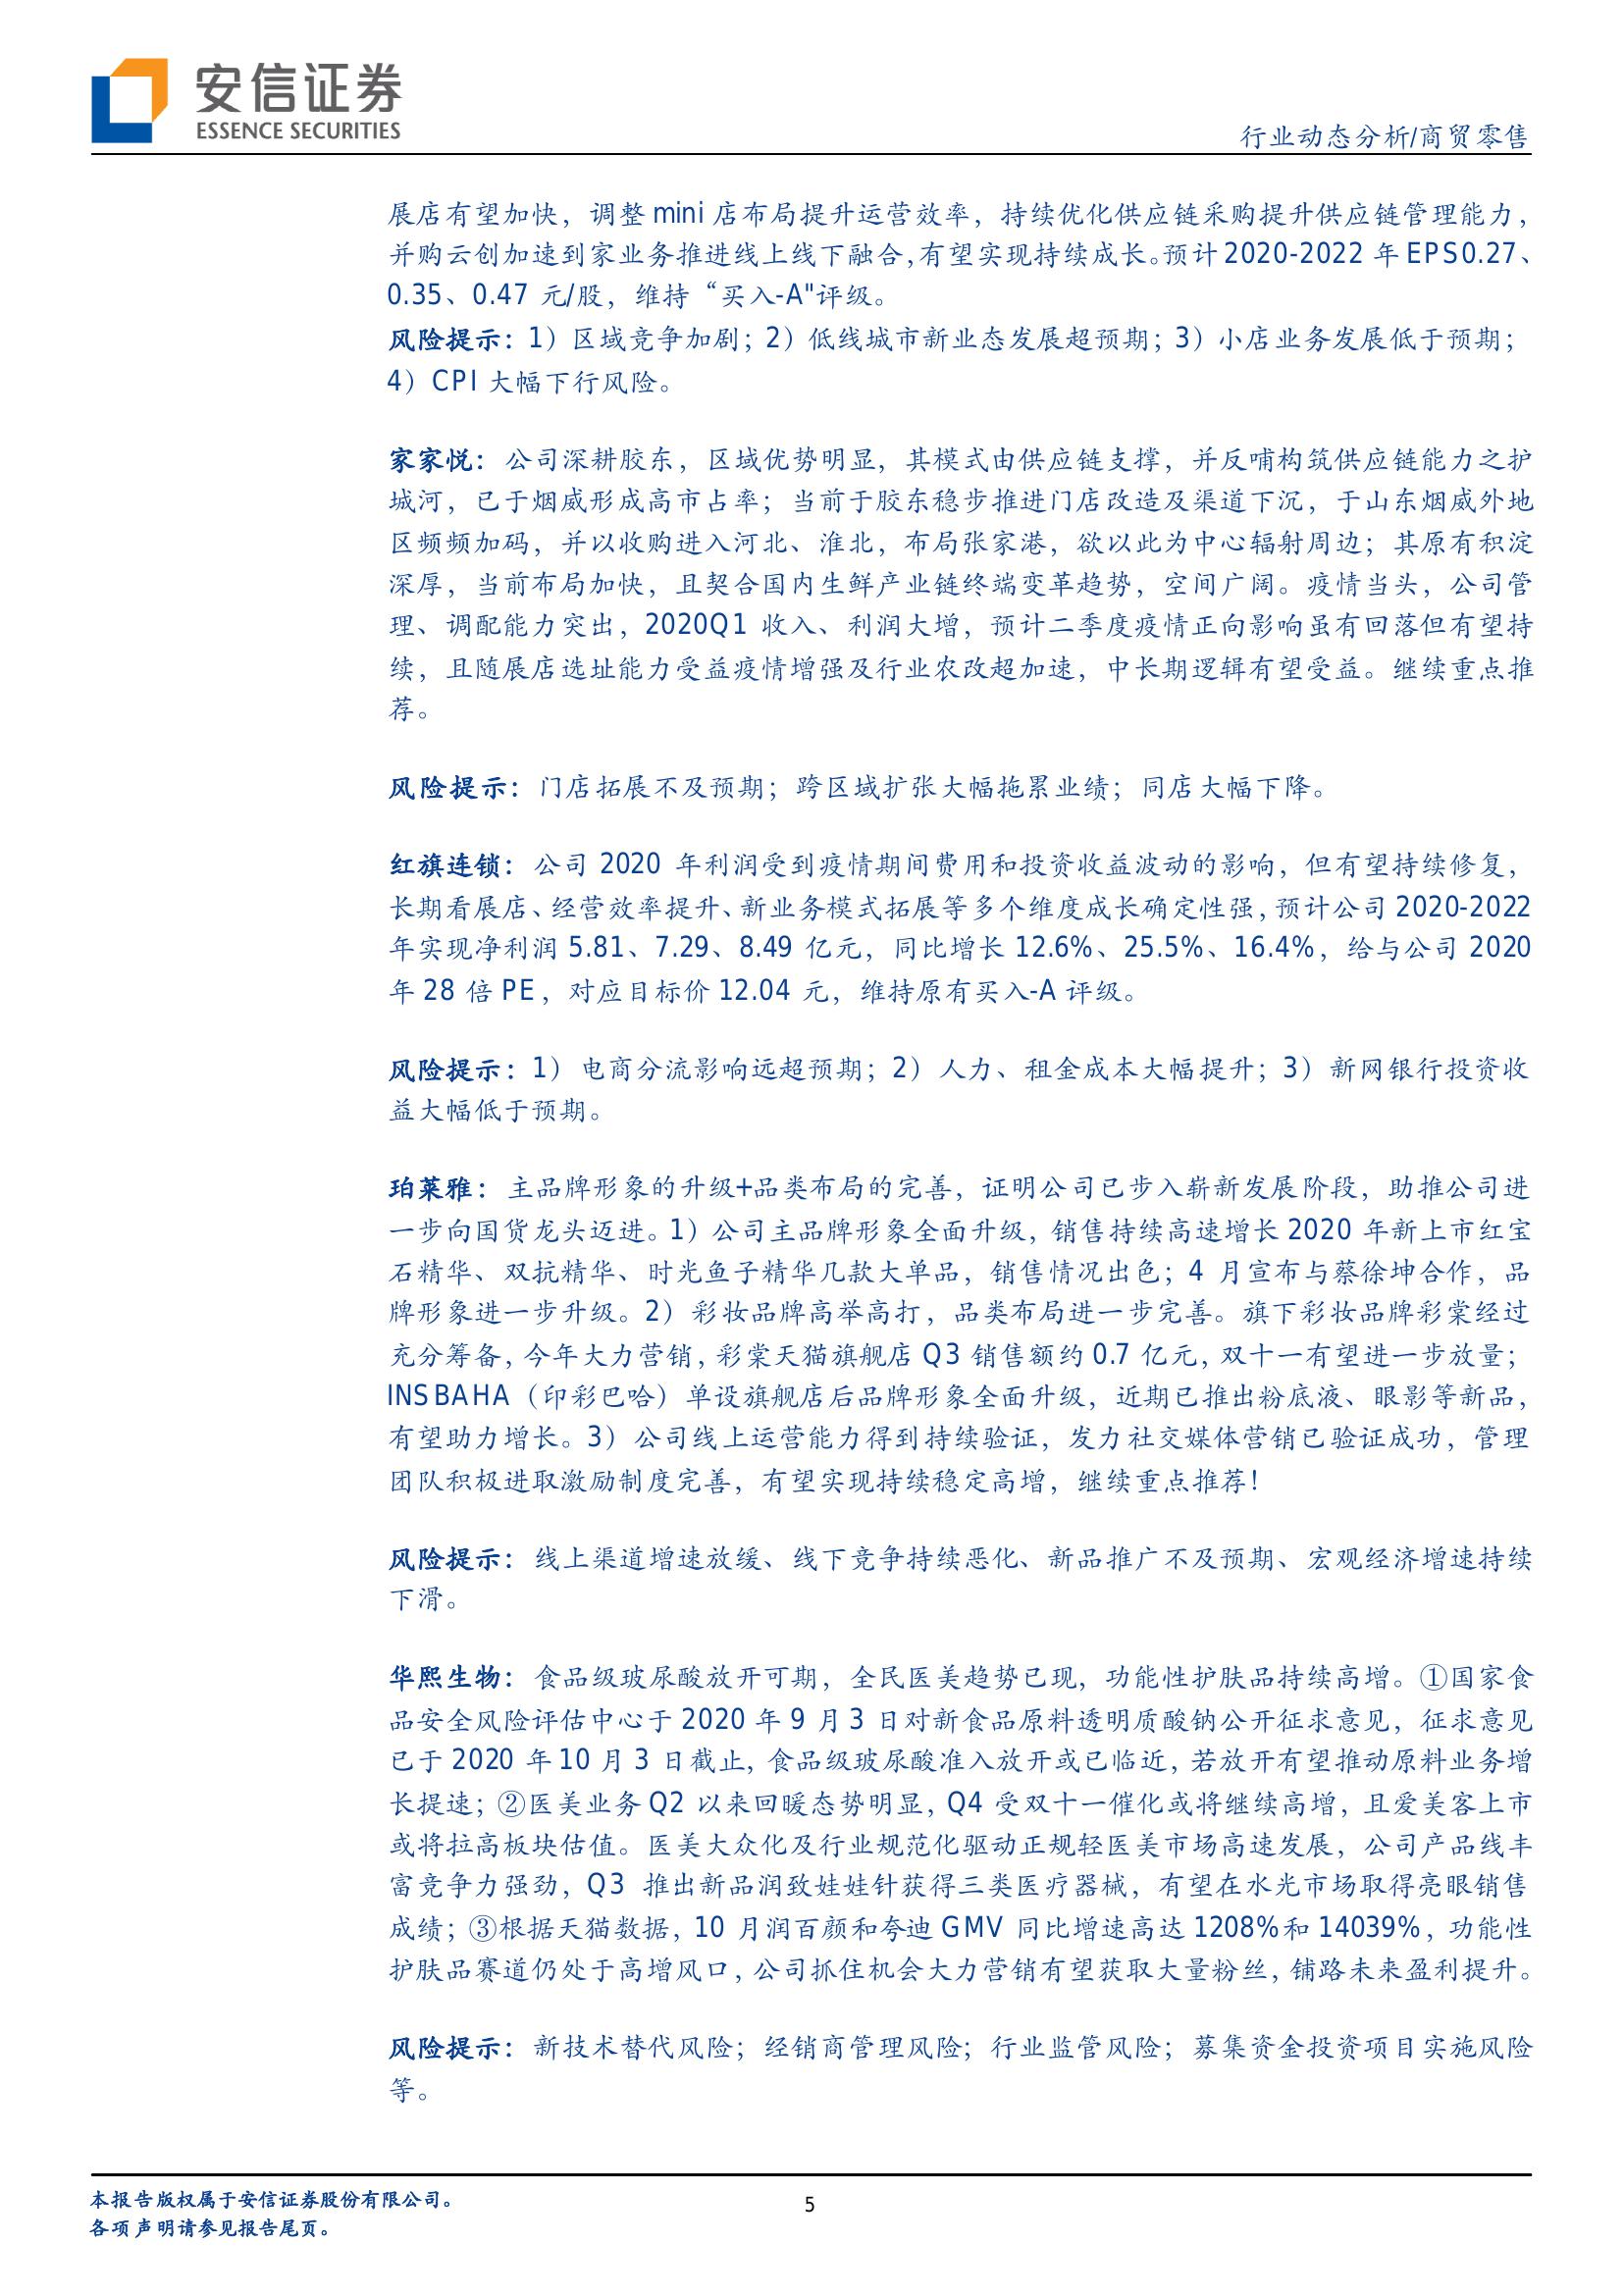 安信证券
ESSENCE SECURITIES
行业动态分析/商贸零售
展店有望加快，调整 mini 店布局提升运营效率，持续优化供应链采购提升供应链管理能力，
并购云创加速到家业务推进线上线下融合，有望实现持续成长。预计 2020-2022 年 EPS0.27、
0.35、0.47 元/股，维持“买入-A"评级。
风险提示：1）区域竞争加剧；2）低线城市新业态发展超预期；3）小店业务发展低于预期；
4）CPI 大幅下行风险。
家家悦：公司深耕胶东，区域优势明显，其模式由供应链支撑，并反哺构筑供应链能力之护
城河，已于烟威形成高市占率；当前于胶东稳步推进门店改造及渠道下沉，于山东烟威外地
区频频加码，并以收购进入河北、淮北，布局张家港，欲以此为中心辐射周边；其原有积淀
深厚，当前布局加快，且契合国内生鲜产业链终端变革趋势，空间广阔。疫情当头，公司管
理、调配能力突出，2020Q1 收入、利润大增，预计二季度疫情正向影响虽有回落但有望持
续，且随展店选址能力受益疫情增强及行业农改超加速，中长期逻辑有望受益。继续重点推
荐。
风险提示：门店拓展不及预期；跨区域扩张大幅拖累业绩；同店大幅下降。
红旗连锁：公司 2020 年利润受到疫情期间费用和投资收益波动的影响，但有望持续修复，
长期看展店、经营效率提升、新业务模式拓展等多个维度成长确定性强，预计公司 2020-2022
年实现净利润 5.81、7.29、8.49 亿元，同比增长 12.6%、25.5%、16.4%，给与公司 2020
年 28 倍 PE，对应目标价 12.04 元，维持原有买入-A 评级。
风险提示：1）电商分流影响远超预期；2）人力、租金成本大幅提升；3）新网银行投资收
益大幅低于预期。
珀莱雅：主品牌形象的升级+品类布局的完善，证明公司已步入崭新发展阶段，助推公司进
一步向国货龙头迈进。1）公司主品牌形象全面升级，销售持续高速增长 2020 年新上市红宝
石精华、双抗精华、时光鱼子精华几款大单品，销售情况出色；4 月宣布与蔡徐坤合作，品
牌形象进一步升级。2）彩妆品牌高举高打，品类布局进一步完善。旗下彩妆品牌彩棠经过
充分筹备，今年大力营销，彩棠天猫旗舰店 Q3 销售额约 0.7 亿元，双十一有望进一步放量；
INSBAHA（印彩巴哈）单设旗舰店后品牌形象全面升级，近期已推出粉底液、眼影等新品，
有望助力增长。3）公司线上运营能力得到持续验证，发力社交媒体营销已验证成功，管理
团队积极进取激励制度完善，有望实现持续稳定高增，继续重点推荐！
风险提示：线上渠道增速放缓、线下竞争持续恶化、新品推广不及预期、宏观经济增速持续
下滑。
华熙生物：食品级玻尿酸放开可期，全民医美趋势已现，功能性护肤品持续高增。①国家食
品安全风险评估中心于 2020 年 9 月 3 日对新食品原料透明质酸钠公开征求意见，征求意见
已于 2020 年 10 月 3 日截止，食品级玻尿酸准入放开或已临近，若放开有望推动原料业务增
长提速；②医美业务 Q2 以来回暖态势明显，Q4 受双十一催化或将继续高增，且爱美客上市
或将拉高板块估值。医美大众化及行业规范化驱动正规轻医美市场高速发展，公司产品线丰
富竞争力强劲，Q3 推出新品润致娃娃针获得三类医疗器械，有望在水光市场取得亮眼销售
成绩；③根据天猫数据，10 月润百颜和夸迪 GMV 同比增速高达 1208%和 14039%，功能性
护肤品赛道仍处于高增风口，公司抓住机会大力营销有望获取大量粉丝，铺路未来盈利提升。
风险提示：新技术替代风险；经销商管理风险；行业监管风险；募集资金投资项目实施风险
等。
本报告版权属于安信证券股份有限公司。
各项声明请参见报告尾页。
5